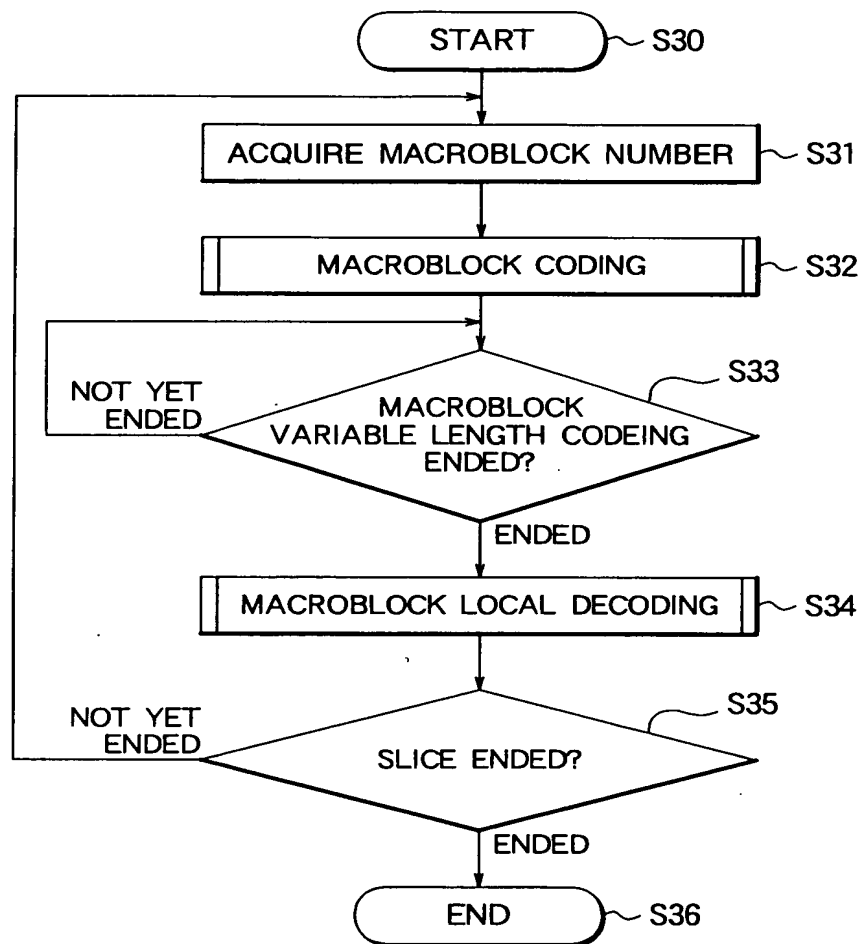 START
S30
ACQUIRE MACROBLOCK NUMBER
S31
MACROBLOCK CODING
S32
S33
NOT YET
ENDED
MACROBLOCK
VARIABLE LENGTH CODEING
ENDED?
ENDED
MACROBLOCK LOCAL DECODING
S34
S35
NOT YET
ENDED
SLICE ENDED?
ENDED
END
S36